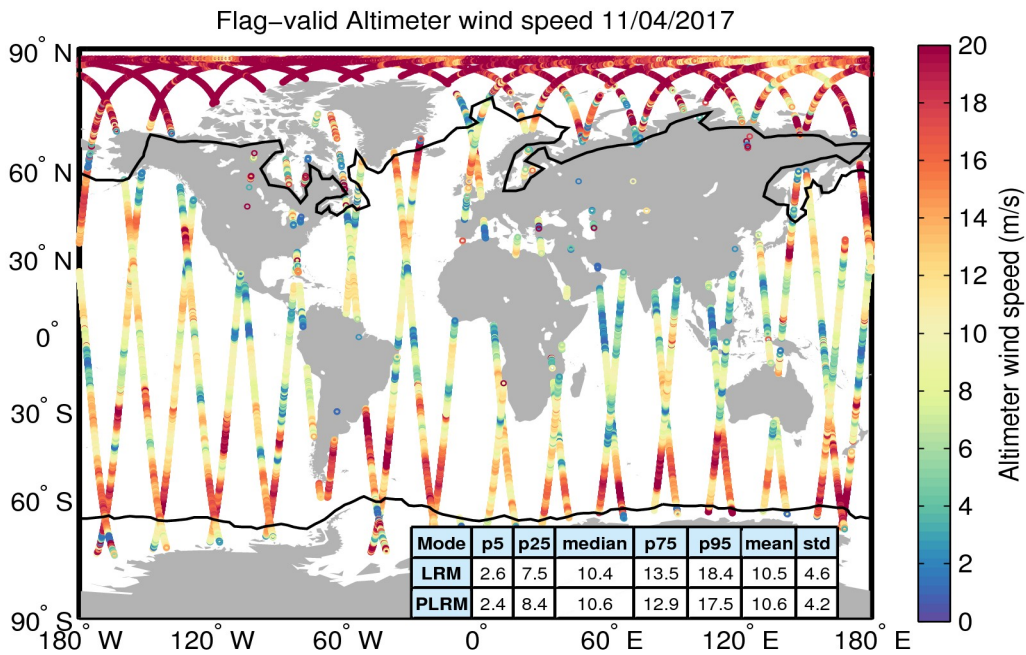 Flag−valid Altimeter wind speed 11/04/2017
90° N
60° N
30° N
0°
30° S
60° S
90° S
180° W
120° W
60° W
0°
60° E
120° E
180° E
Mode p5 p25 median p75 p95 mean std
LRM 2.6 7.5 10.4 13.5 18.4 10.5 4.6
PLRM 2.4 8.4 10.6 12.9 17.5 10.6 4.2
20
18
16
14
12
10
8
6
4
2
0
Altimeter wind speed (m/s)